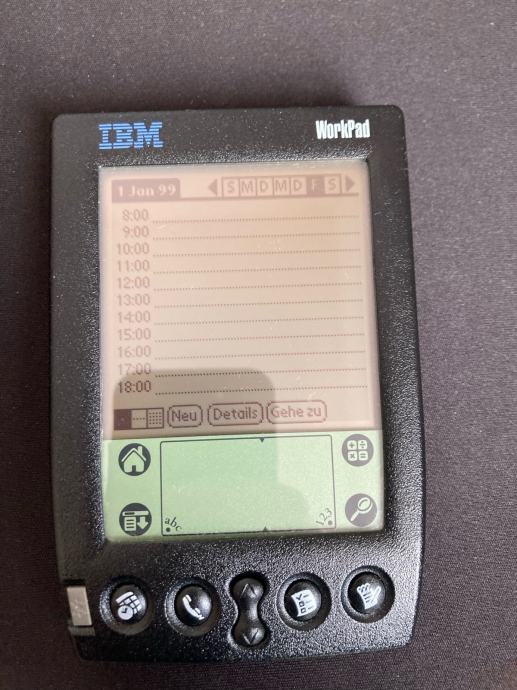 IBM WorkPad
1 Jan 99 S M D M D F S
8:00
9:00
10:00
11:00
12:00
13:00
14:00
15:00
16:00
17:00
18:00
Neu Details Gehe zu
abc 123